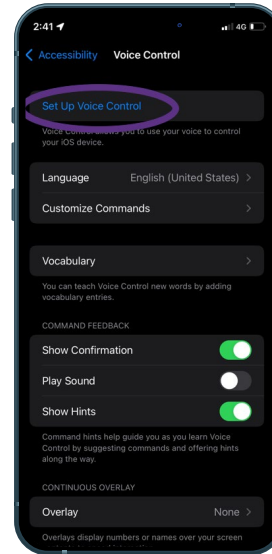 2:41 4G
Accessibility Voice Control
Set Up Voice Control
Voice Control allows you to use your voice to control
your iOS device.
Language English (United States)
Customize Commands
Vocabulary
You can teach Voice Control new words by adding
vocabulary entries.
COMMAND FEEDBACK
Show Confirmation
Play Sound
Show Hints
Command hints help guide you as you learn Voice
Control by suggesting commands and offering hints
along the way.
CONTINUOUS OVERLAY
Overlay None
Overlays display numbers or names over your screen